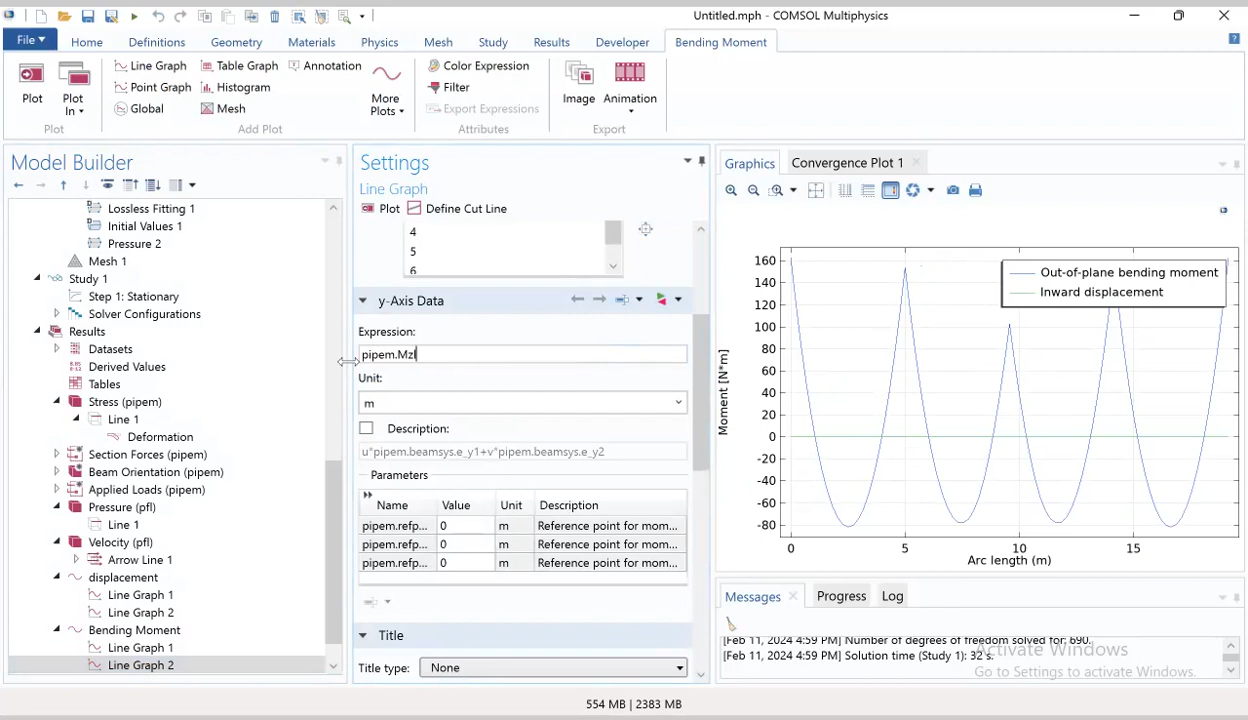 Untitled.mph - COMSOL Multiphysics
File Home Definitions Geometry Materials Physics Mesh Study Results Developer Bending Moment
Plot
Plot In
Line Graph
Table Graph
Annotation
Point Graph
Histogram
Global
Mesh
More Plots
Color Expression
Filter
Export Expressions
Image
Animation
Plot
Add Plot
Attributes
Export
Model Builder
Lossless Fitting 1
Initial Values 1
Pressure 2
Mesh 1
Study 1
Step 1: Stationary
Solver Configurations
Results
Datasets
8.85
e-12
Derived Values
Tables
Stress (pipem)
Line 1
Deformation
Section Forces (pipem)
Beam Orientation (pipem)
Applied Loads (pipem)
Pressure (pfl)
Line 1
Velocity (pfl)
Arrow Line 1
displacement
Line Graph 1
Line Graph 2
Bending Moment
Line Graph 1
Line Graph 2
Settings
Line Graph
Plot Define Cut Line
4
5
6
y-Axis Data
Expression:
pipem.Mzl
Unit:
m
Description:
u*pipem.beamsys.e_y1+v*pipem.beamsys.e_y2
Parameters
Name Value Unit Description
pipem.refp... 0 m Reference point for mom...
pipem.refp... 0 m Reference point for mom...
pipem.refp... 0 m Reference point for mom...
Title
Title type: None
Graphics Convergence Plot 1
Out-of-plane bending moment
Inward displacement
Moment [N*m]
160
140
120
100
80
60
40
20
0
-20
-40
-60
-80
0 5 10 15
Arc length (m)
Messages Progress Log
[Feb 11, 2024 4:59 PM] Number of degrees of freedom solved for: 690.
[Feb 11, 2024 4:59 PM] Solution time (Study 1): 32 s.
Activate Windows
Go to Settings to activate Windows.
554 MB | 2383 MB